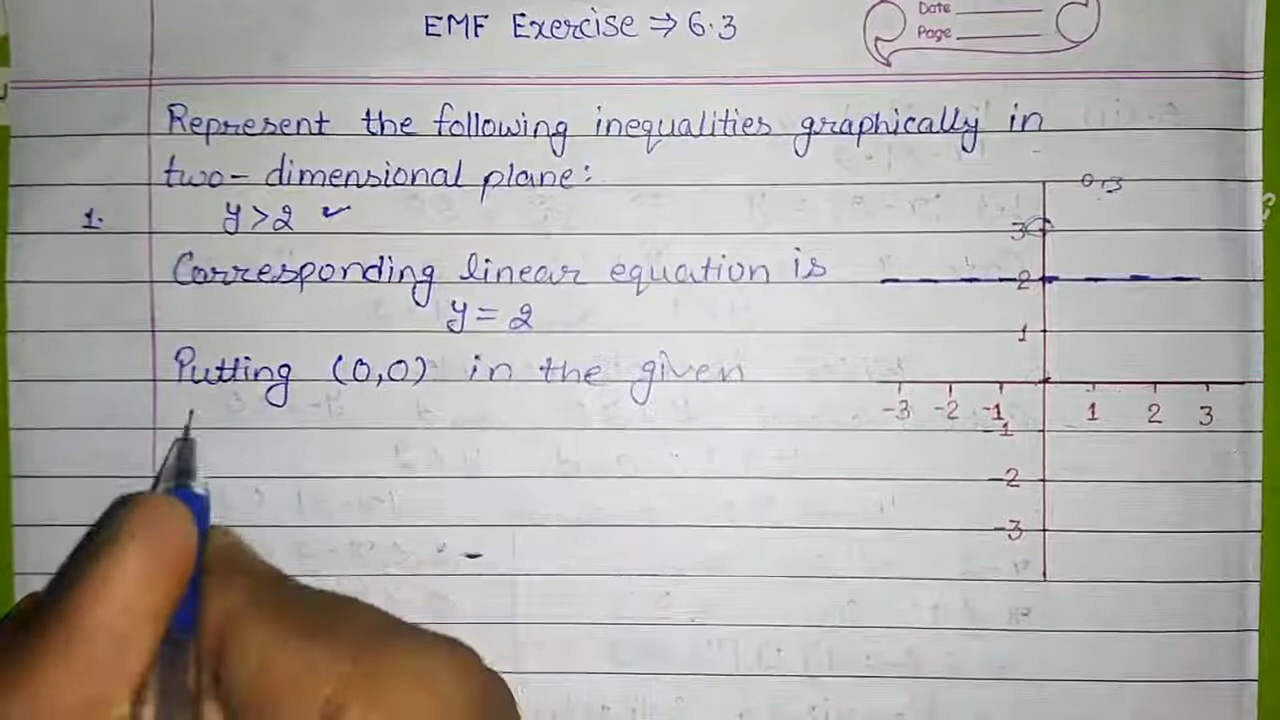 EMF Exercise ⇒ 6.3
Date
Page
Represent the following inequalities graphically in
two-dimensional plane:
1. y > 2 ✓
Corresponding linear equation is
y = 2
Putting (0,0) in the given
0,3
3
2
1
-3 -2 -1 1 2 3
-1
-2
-3